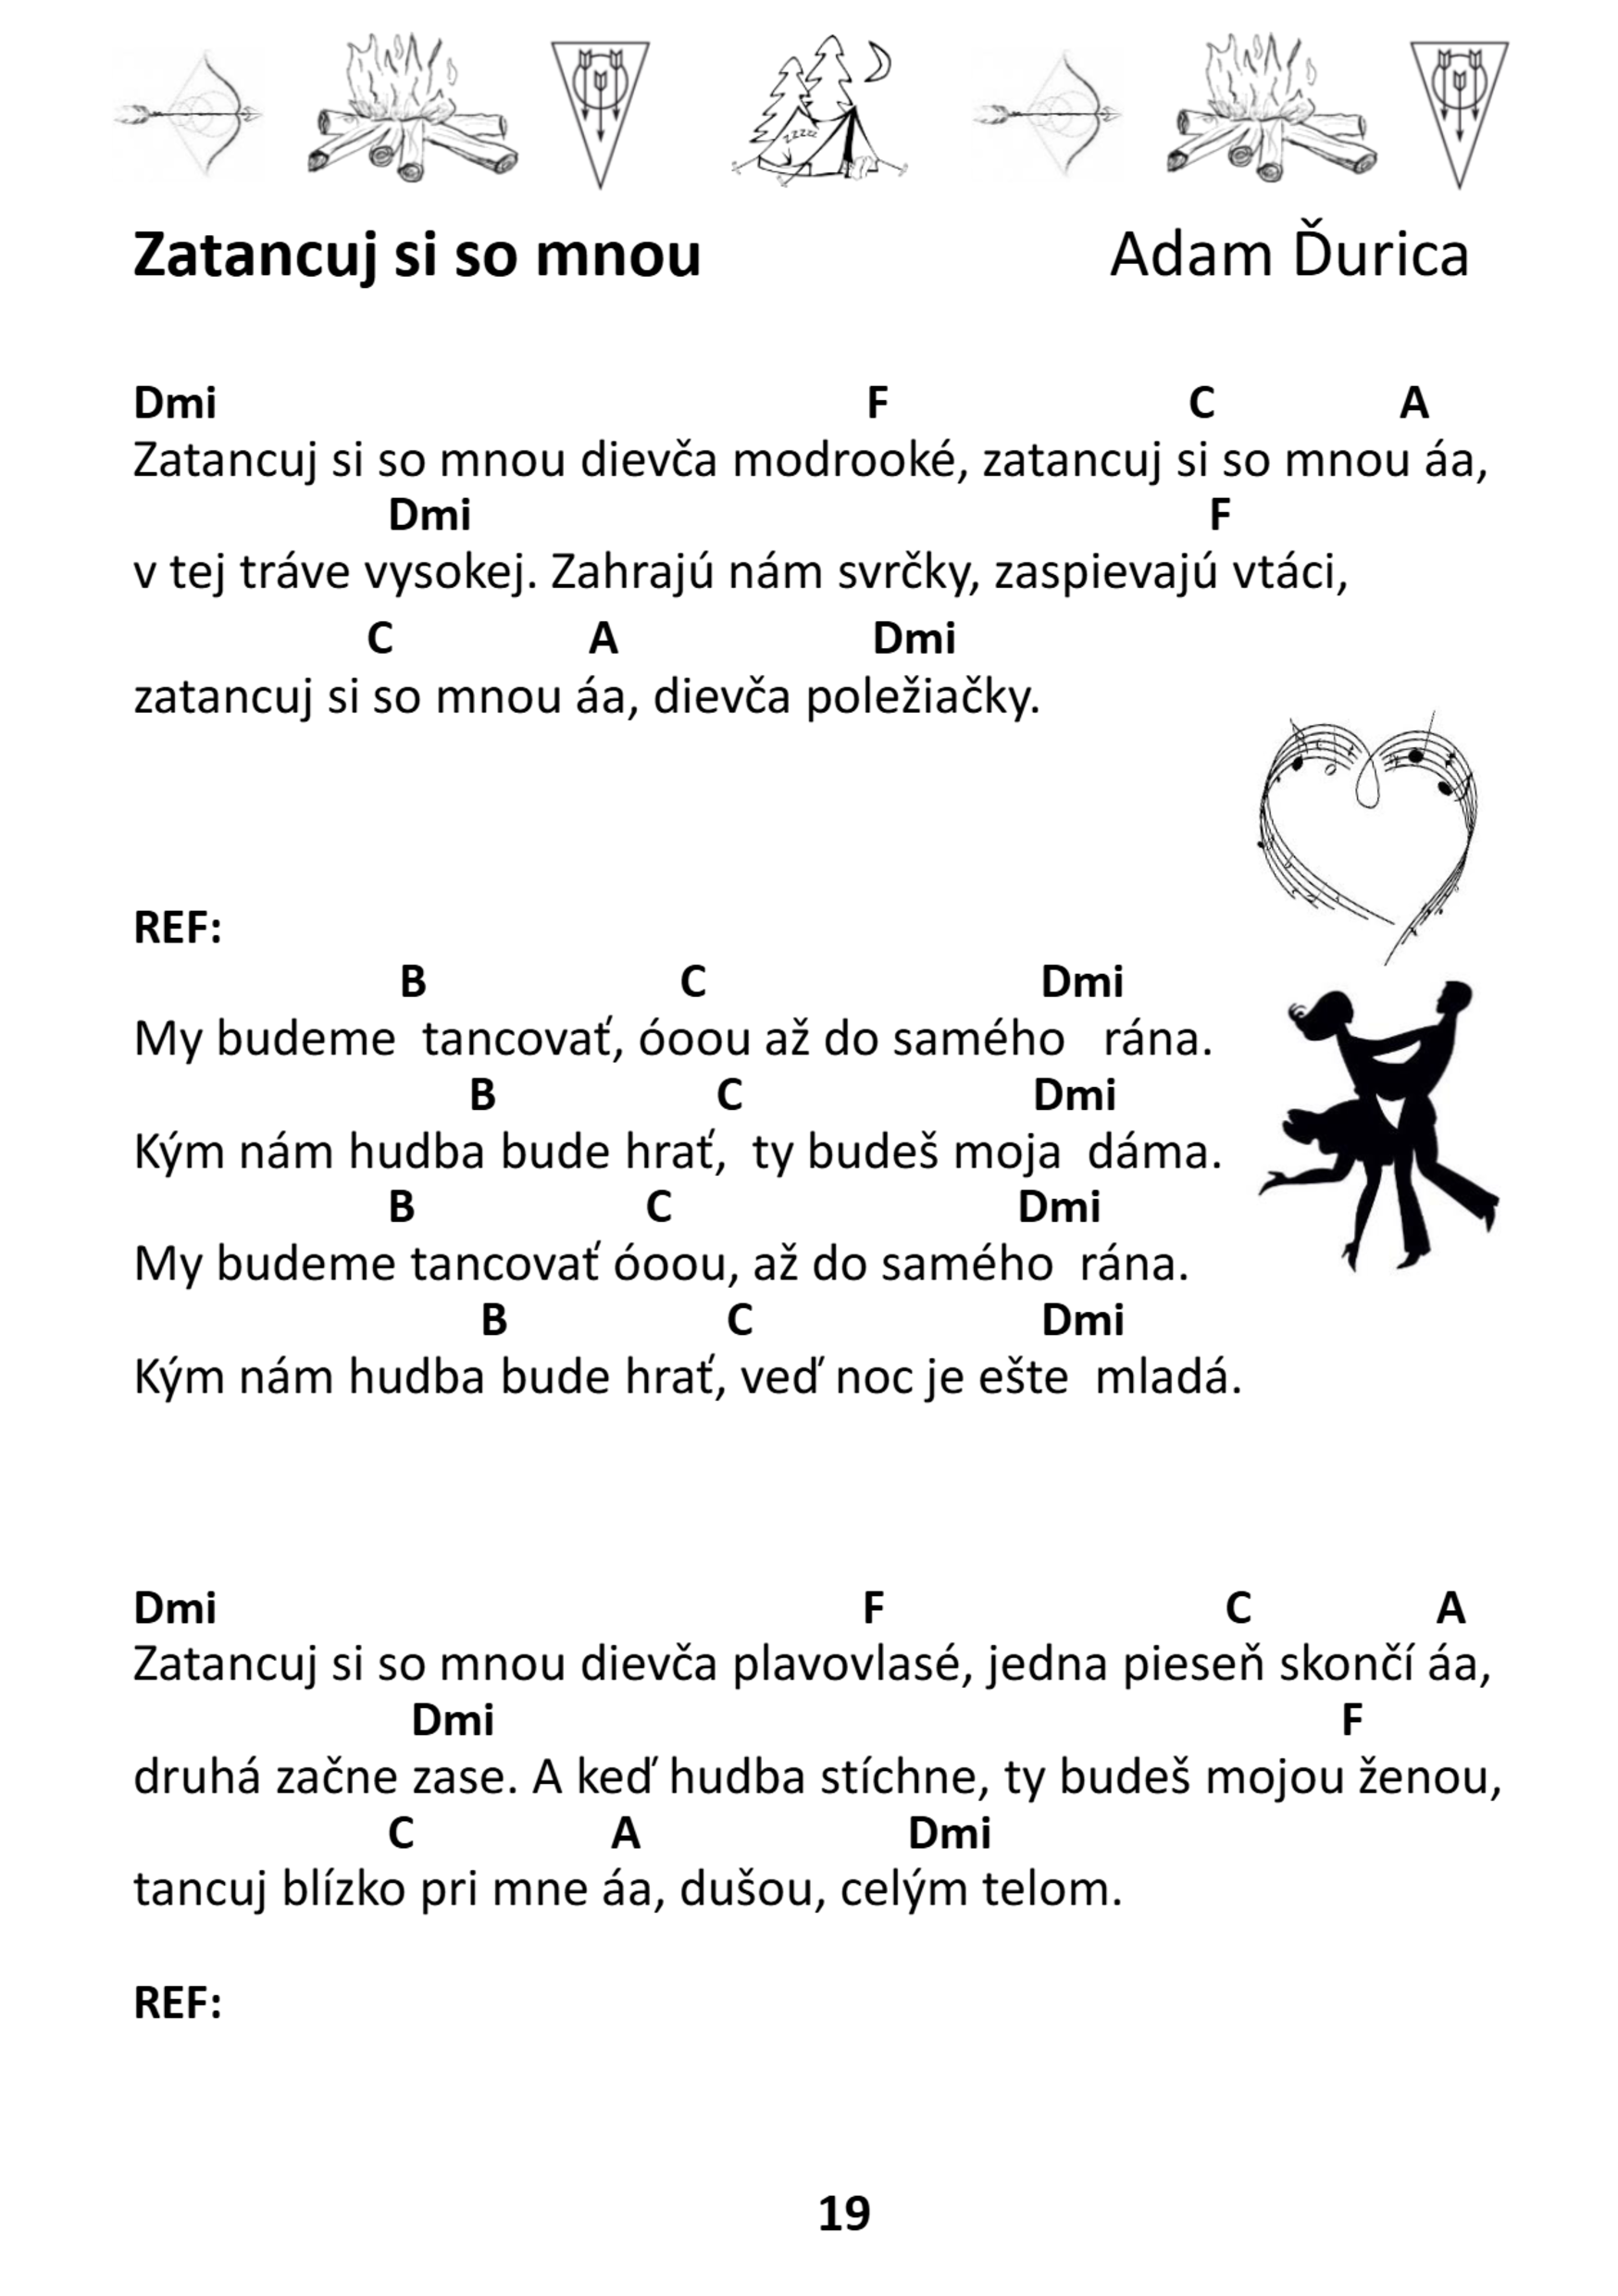 zzzzz
Zatancuj si so mnou Adam Ďurica
Dmi F C A
Zatancuj si so mnou dievča modrooké, zatancuj si so mnou áa,
Dmi F
v tej tráve vysokej. Zahrajú nám svrčky, zaspievajú vtáci,
C A Dmi
zatancuj si so mnou áa, dievča poležiačky.
REF:
B C Dmi
My budeme tancovať, óoou až do samého rána.
B C Dmi
Kým nám hudba bude hrať, ty budeš moja dáma.
B C Dmi
My budeme tancovať óoou, až do samého rána.
B C Dmi
Kým nám hudba bude hrať, veď noc je ešte mladá.
Dmi F C A
Zatancuj si so mnou dievča plavovlasé, jedna pieseň skončí áa,
Dmi F
druhá začne zase. A keď hudba stíchne, ty budeš mojou ženou,
C A Dmi
tancuj blízko pri mne áa, dušou, celým telom.
REF:
19